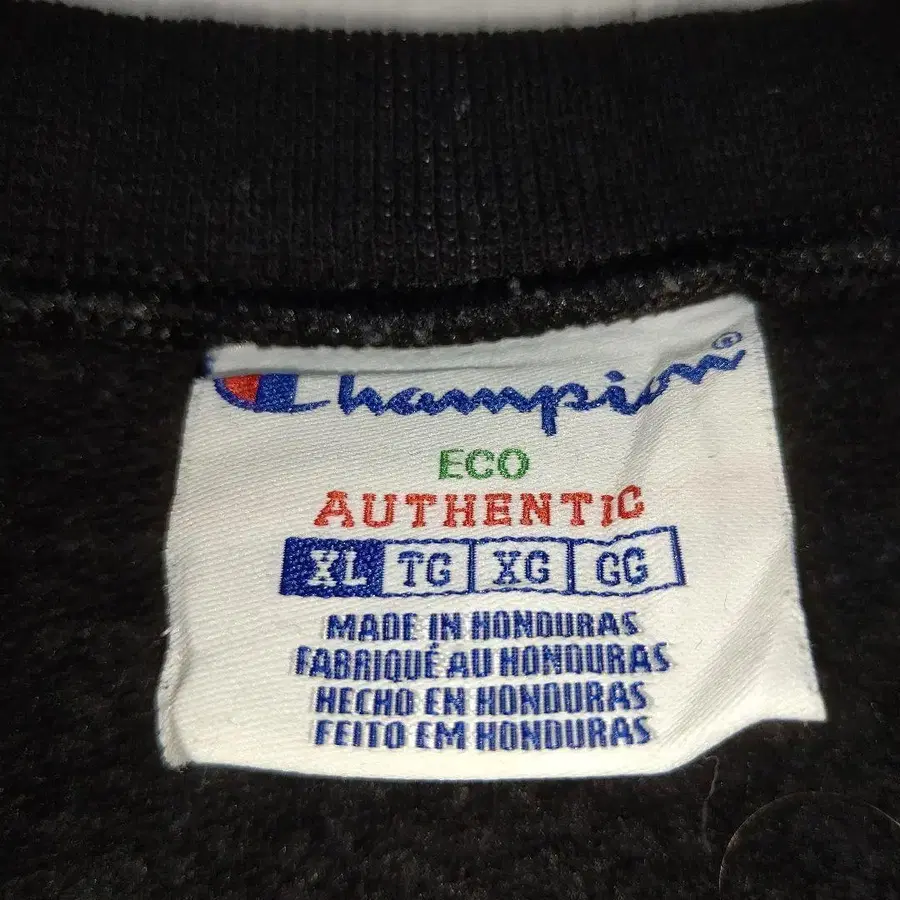 Champion®
ECO
AUTHENTIC
XL TG XG GG
MADE IN HONDURAS
FABRIQUÉ AU HONDURAS
HECHO EN HONDURAS
FEITO EM HONDURAS